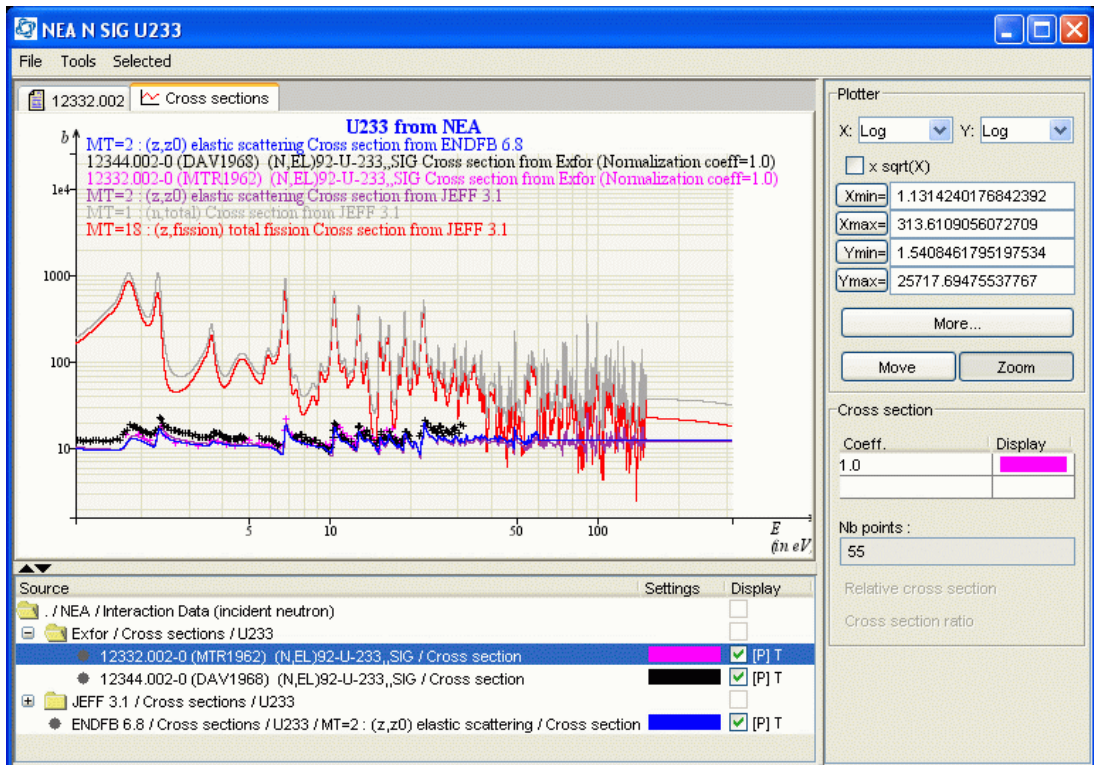 NEA N SIG U233
File Tools Selected
12332.002 Cross sections
U233 from NEA
b
MT=2 : (z,z0) elastic scattering Cross section from ENDFB 6.8
12344.002-0 (DAV1968) (N,EL)92-U-233,,SIG Cross section from Exfor (Normalization coeff=1.0)
12332.002-0 (MTR1962) (N,EL)92-U-233,,SIG Cross section from Exfor (Normalization coeff=1.0)
1e+4
MT=2 : (z,z0) elastic scattering Cross section from JEFF 3.1
MT=1 : (n,total) Cross section from JEFF 3.1
MT=18 : (z,fission) total fission Cross section from JEFF 3.1
1000
100
10
5 10 50 100
E
(in eV)
Source Settings Display
. / NEA / Interaction Data (incident neutron)
Exfor / Cross sections / U233
12332.002-0 (MTR1962) (N,EL)92-U-233,,SIG / Cross section [P] T
12344.002-0 (DAV1968) (N,EL)92-U-233,,SIG / Cross section [P] T
JEFF 3.1 / Cross sections / U233
ENDFB 6.8 / Cross sections / U233 / MT=2 : (z,z0) elastic scattering / Cross section [P] T
Plotter
X: Log Y: Log
x sqrt(X)
Xmin= 1.1314240176842392
Xmax= 313.6109056072709
Ymin= 1.5408461795197534
Ymax= 25717.69475537767
More...
Move Zoom
Cross section
Coeff. Display
1.0
Nb points :
55
Relative cross section
Cross section ratio